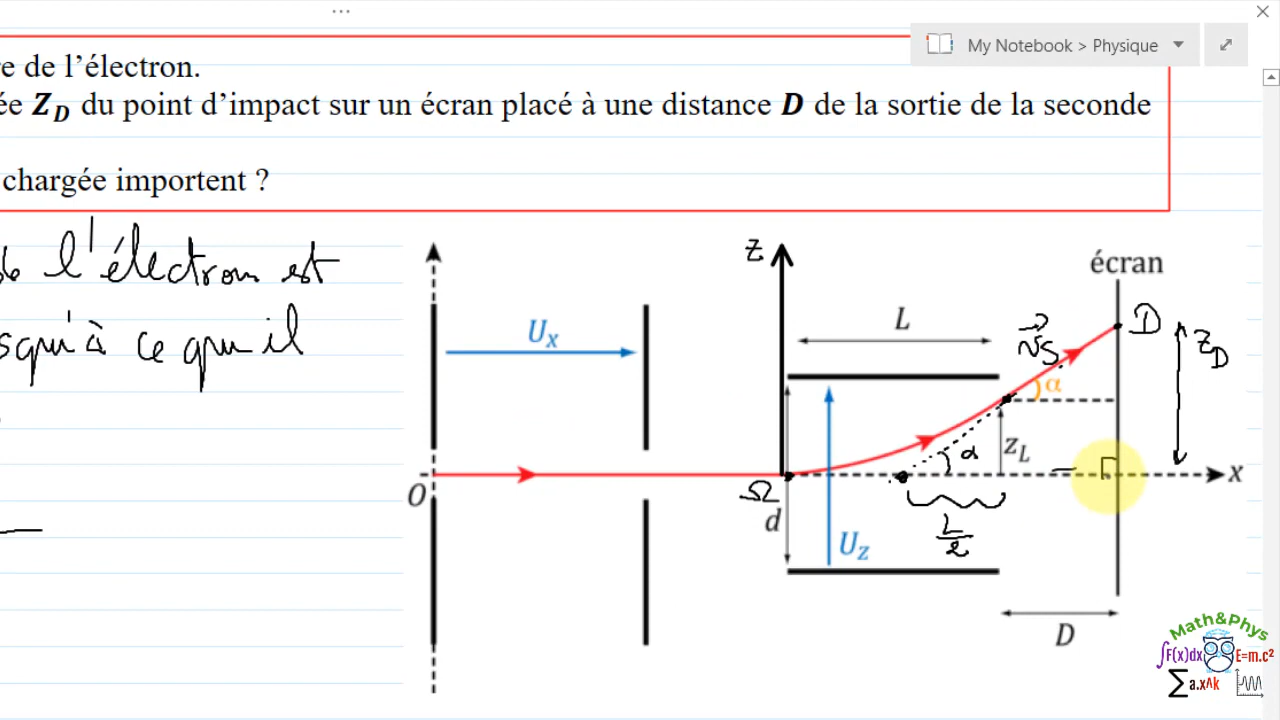 My Notebook > Physique
re de l'électron.
ée Z_D du point d'impact sur un écran placé à une distance D de la sortie de la seconde
chargée importent ?
de l'électron est
squ'à ce qu'il
z
écran
L
D
U_x
v_S
z_D
α
α
z_L
x
O
Ω
d
L/2
U_z
D
Math&Phys
∫F(x)dx E=m.c²
∑a.x^k